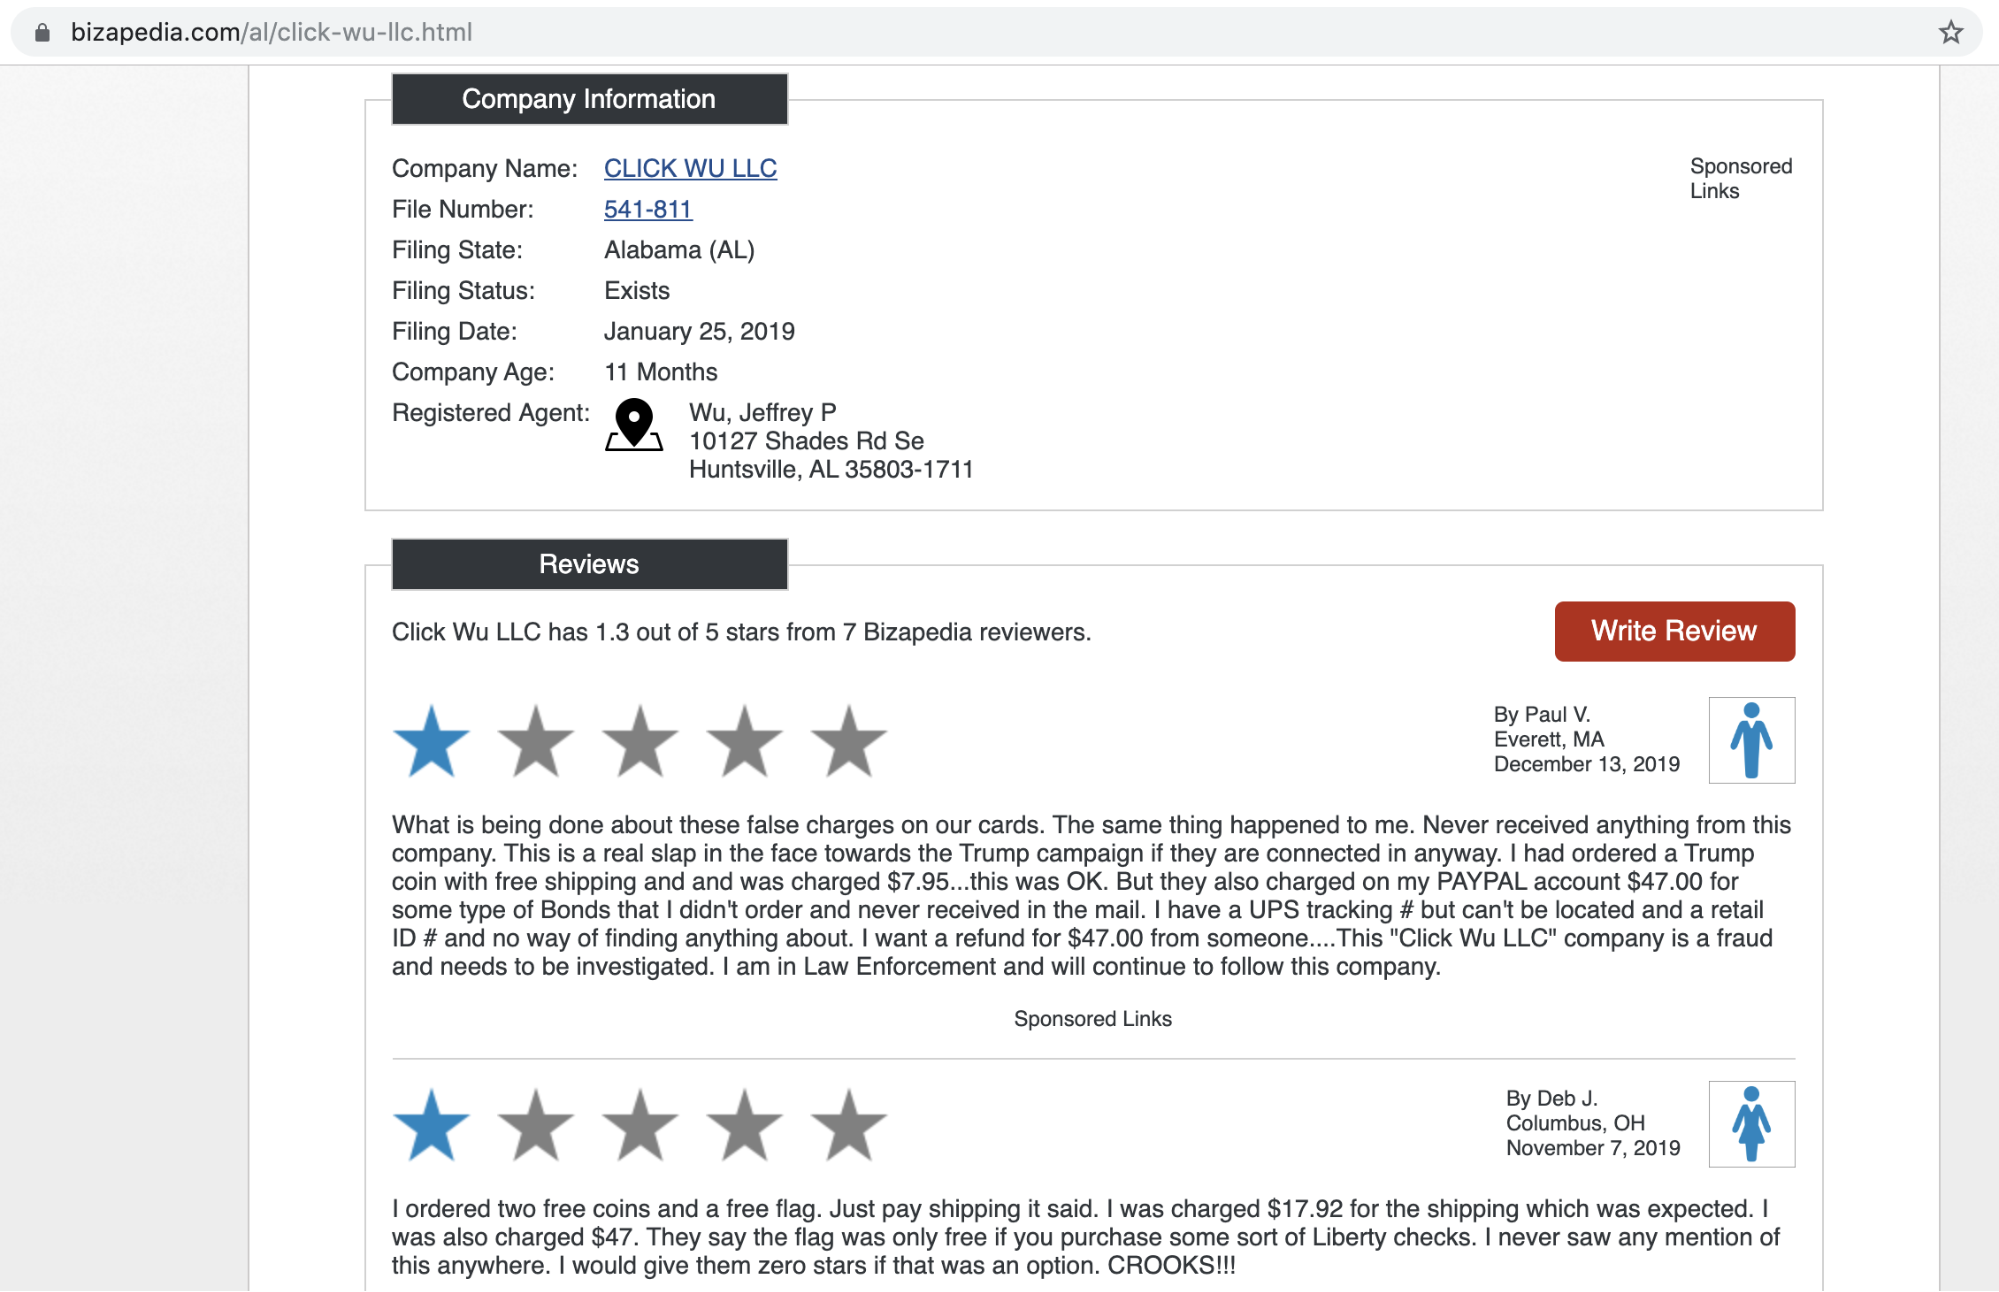 bizapedia.com/al/click-wu-llc.html
Company Information
Company Name: CLICK WU LLC
Sponsored
Links
File Number: 541-811
Filing State: Alabama (AL)
Filing Status: Exists
Filing Date: January 25, 2019
Company Age: 11 Months
Registered Agent: Wu, Jeffrey P
10127 Shades Rd Se
Huntsville, AL 35803-1711
Reviews
Click Wu LLC has 1.3 out of 5 stars from 7 Bizapedia reviewers.
Write Review
By Paul V.
Everett, MA
December 13, 2019
What is being done about these false charges on our cards. The same thing happened to me. Never received anything from this
company. This is a real slap in the face towards the Trump campaign if they are connected in anyway. I had ordered a Trump
coin with free shipping and and was charged $7.95...this was OK. But they also charged on my PAYPAL account $47.00 for
some type of Bonds that I didn't order and never received in the mail. I have a UPS tracking # but can't be located and a retail
ID # and no way of finding anything about. I want a refund for $47.00 from someone....This "Click Wu LLC" company is a fraud
and needs to be investigated. I am in Law Enforcement and will continue to follow this company.
Sponsored Links
By Deb J.
Columbus, OH
November 7, 2019
I ordered two free coins and a free flag. Just pay shipping it said. I was charged $17.92 for the shipping which was expected. I
was also charged $47. They say the flag was only free if you purchase some sort of Liberty checks. I never saw any mention of
this anywhere. I would give them zero stars if that was an option. CROOKS!!!